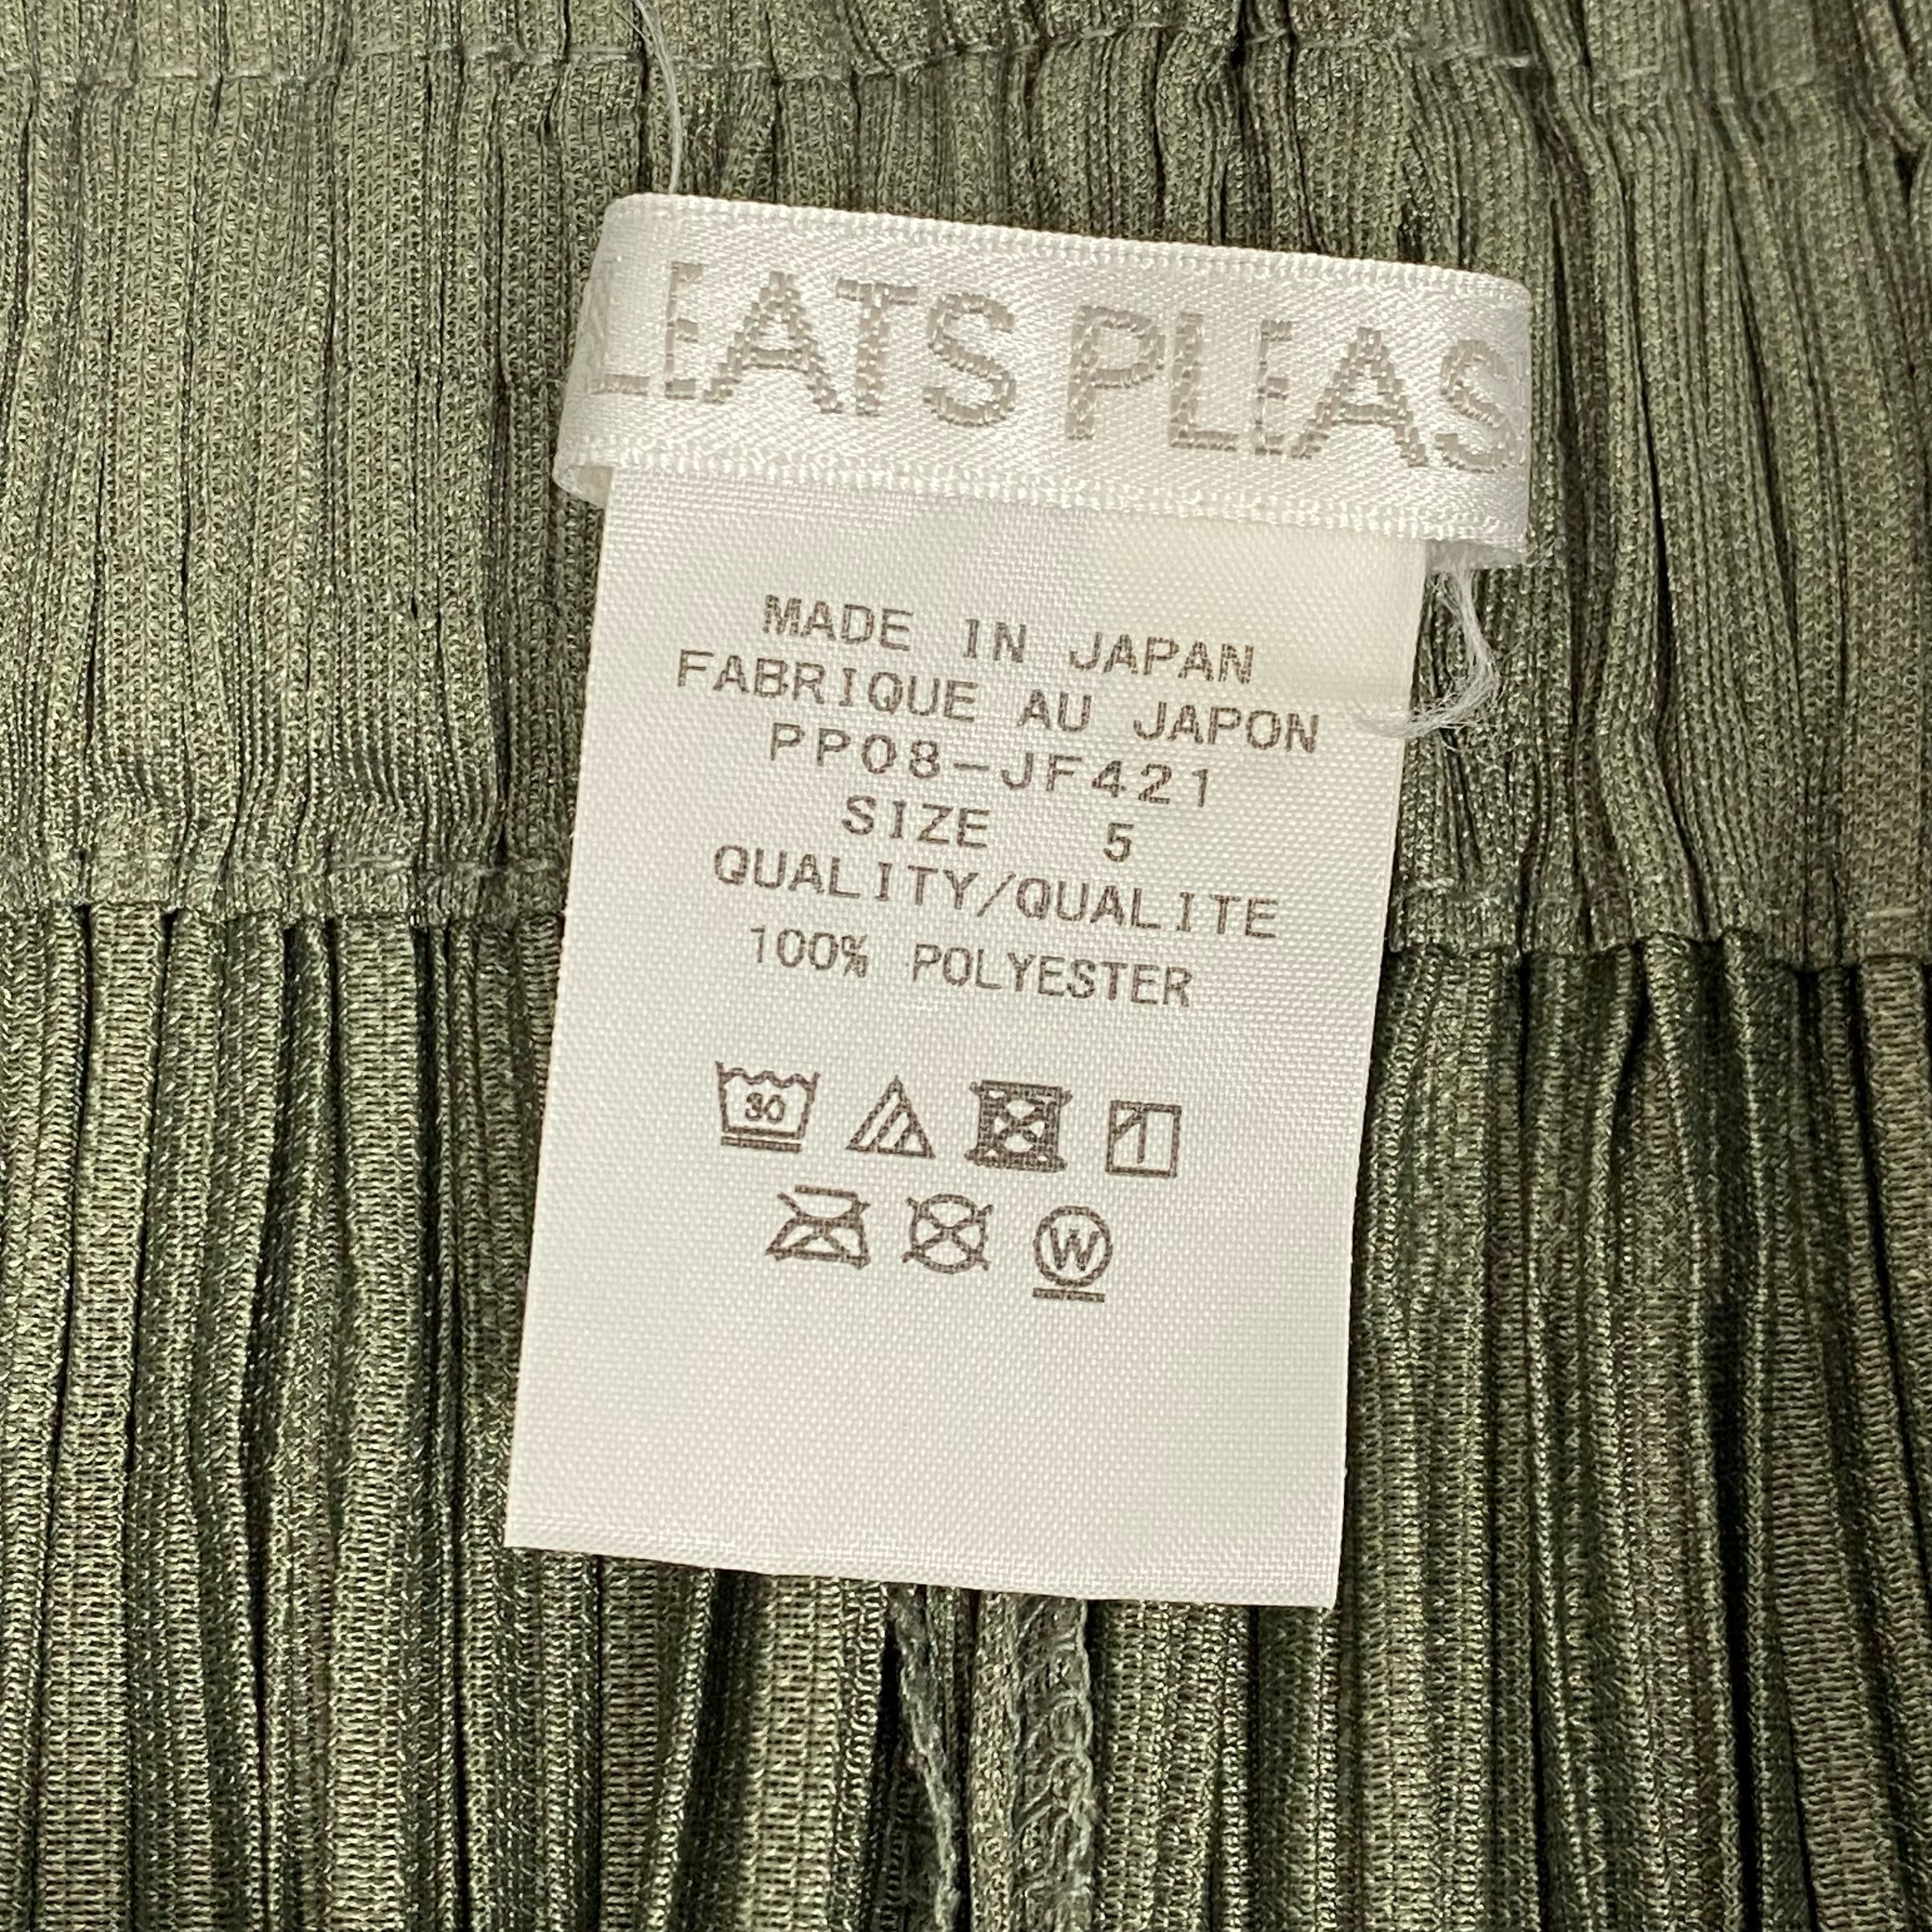 LEATS PLEAS
MADE IN JAPAN
FABRIQUE AU JAPON
PP08-JF421
SIZE 5
QUALITY/QUALITE
100% POLYESTER
30
W